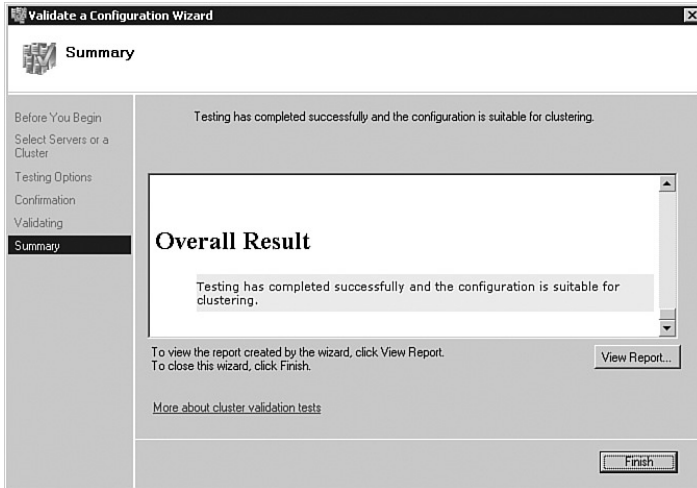 Validate a Configuration Wizard
Summary
Before You Begin
Select Servers or a
Cluster
Testing Options
Confirmation
Validating
Summary
Testing has completed successfully and the configuration is suitable for clustering.
Overall Result
Testing has completed successfully and the configuration is suitable for
clustering.
To view the report created by the wizard, click View Report.
To close this wizard, click Finish.
View Report...
More about cluster validation tests
Finish